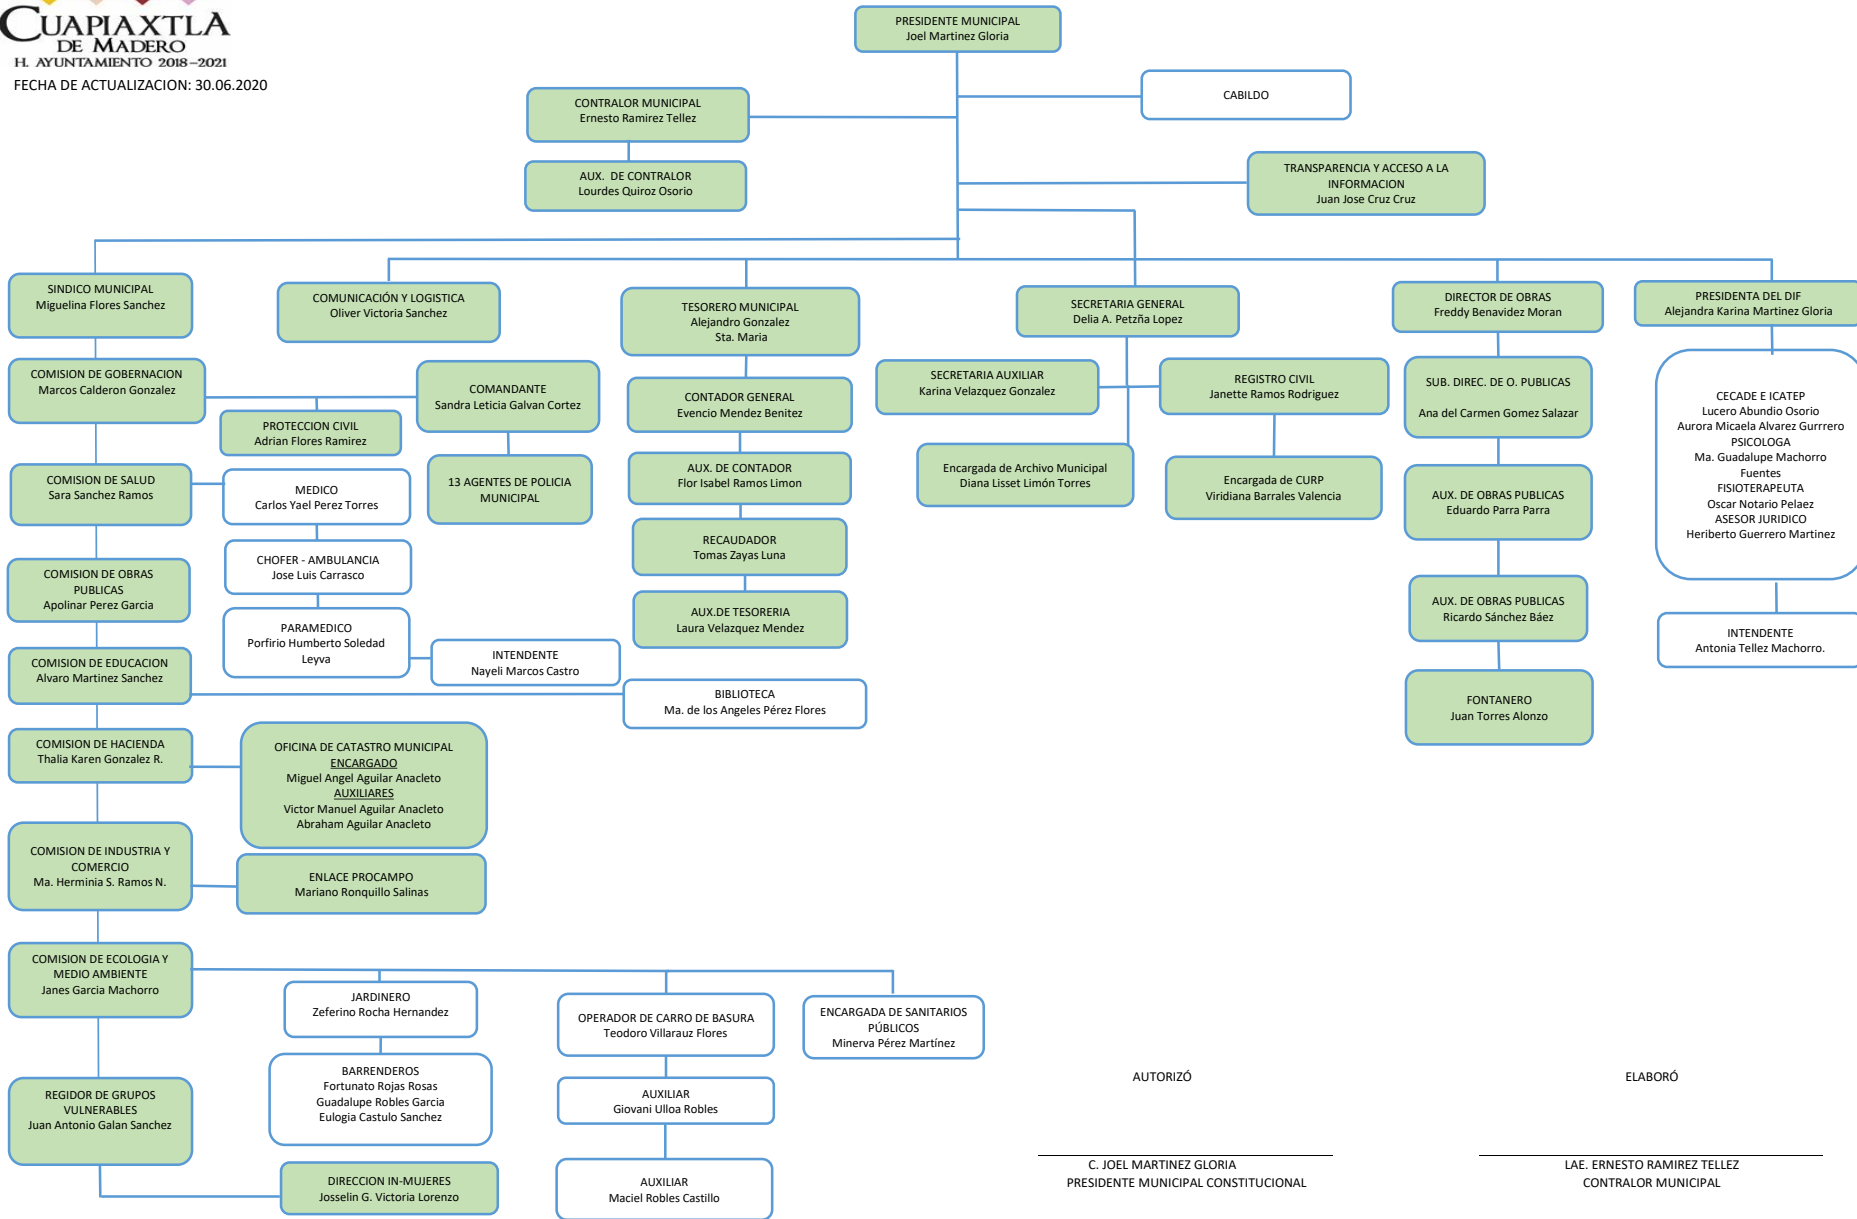 CUAPIAXTLA
DE MADERO
H. AYUNTAMIENTO 2018-2021
FECHA DE ACTUALIZACION: 30.06.2020
PRESIDENTE MUNICIPAL
Joel Martinez Gloria
CABILDO
CONTRALOR MUNICIPAL
Ernesto Ramirez Tellez
AUX. DE CONTRALOR
Lourdes Quiroz Osorio
TRANSPARENCIA Y ACCESO A LA
INFORMACION
Juan Jose Cruz Cruz
SINDICO MUNICIPAL
Miguelina Flores Sanchez
COMUNICACIÓN Y LOGISTICA
Oliver Victoria Sanchez
TESORERO MUNICIPAL
Alejandro Gonzalez
Sta. Maria
SECRETARIA GENERAL
Delia A. Petzña Lopez
DIRECTOR DE OBRAS
Freddy Benavidez Moran
PRESIDENTA DEL DIF
Alejandra Karina Martinez Gloria
COMISION DE GOBERNACION
Marcos Calderon Gonzalez
PROTECCION CIVIL
Adrian Flores Ramirez
COMANDANTE
Sandra Leticia Galvan Cortez
13 AGENTES DE POLICIA
MUNICIPAL
CONTADOR GENERAL
Evencio Mendez Benitez
AUX. DE CONTADOR
Flor Isabel Ramos Limon
RECAUDADOR
Tomas Zayas Luna
AUX.DE TESORERIA
Laura Velazquez Mendez
SECRETARIA AUXILIAR
Karina Velazquez Gonzalez
REGISTRO CIVIL
Janette Ramos Rodriguez
Encargada de Archivo Municipal
Diana Lisset Limón Torres
Encargada de CURP
Viridiana Barrales Valencia
SUB. DIREC. DE O. PUBLICAS
Ana del Carmen Gomez Salazar
AUX. DE OBRAS PUBLICAS
Eduardo Parra Parra
AUX. DE OBRAS PUBLICAS
Ricardo Sánchez Báez
FONTANERO
Juan Torres Alonzo
CECADE E ICATEP
Lucero Abundio Osorio
Aurora Micaela Alvarez Gurrrero
PSICOLOGA
Ma. Guadalupe Machorro
Fuentes
FISIOTERAPEUTA
Oscar Notario Pelaez
ASESOR JURIDICO
Heriberto Guerrero Martinez
INTENDENTE
Antonia Tellez Machorro.
COMISION DE SALUD
Sara Sanchez Ramos
MEDICO
Carlos Yael Perez Torres
CHOFER - AMBULANCIA
Jose Luis Carrasco
PARAMEDICO
Porfirio Humberto Soledad
Leyva
INTENDENTE
Nayeli Marcos Castro
COMISION DE OBRAS
PUBLICAS
Apolinar Perez Garcia
COMISION DE EDUCACION
Alvaro Martinez Sanchez
BIBLIOTECA
Ma. de los Angeles Pérez Flores
COMISION DE HACIENDA
Thalia Karen Gonzalez R.
OFICINA DE CATASTRO MUNICIPAL
ENCARGADO
Miguel Angel Aguilar Anacleto
AUXILIARES
Victor Manuel Aguilar Anacleto
Abraham Aguilar Anacleto
COMISION DE INDUSTRIA Y
COMERCIO
Ma. Herminia S. Ramos N.
ENLACE PROCAMPO
Mariano Ronquillo Salinas
COMISION DE ECOLOGIA Y
MEDIO AMBIENTE
Janes Garcia Machorro
JARDINERO
Zeferino Rocha Hernandez
BARRENDEROS
Fortunato Rojas Rosas
Guadalupe Robles Garcia
Eulogia Castulo Sanchez
OPERADOR DE CARRO DE BASURA
Teodoro Villarauz Flores
AUXILIAR
Giovani Ulloa Robles
AUXILIAR
Maciel Robles Castillo
ENCARGADA DE SANITARIOS
PÚBLICOS
Minerva Pérez Martínez
REGIDOR DE GRUPOS
VULNERABLES
Juan Antonio Galan Sanchez
DIRECCION IN-MUJERES
Josselin G. Victoria Lorenzo
AUTORIZÓ
C. JOEL MARTINEZ GLORIA
PRESIDENTE MUNICIPAL CONSTITUCIONAL
ELABORÓ
LAE. ERNESTO RAMIREZ TELLEZ
CONTRALOR MUNICIPAL